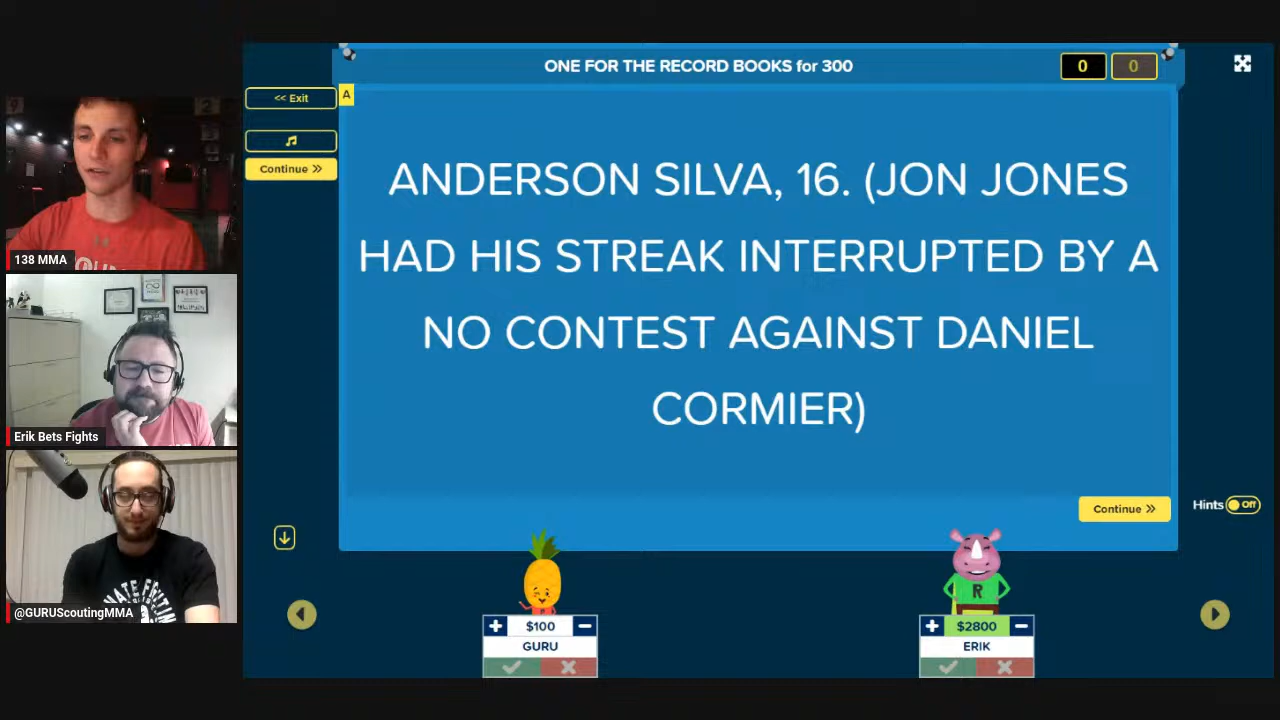 ONE FOR THE RECORD BOOKS for 300
0
0
<< Exit
A
Continue >>
ANDERSON SILVA, 16. (JON JONES
HAD HIS STREAK INTERRUPTED BY A
NO CONTEST AGAINST DANIEL
CORMIER)
138 MMA
Erik Bets Fights
@GURUScoutingMMA
Continue >>
Hints Off
R
+ $100 −
GURU
+ $2800 −
ERIK